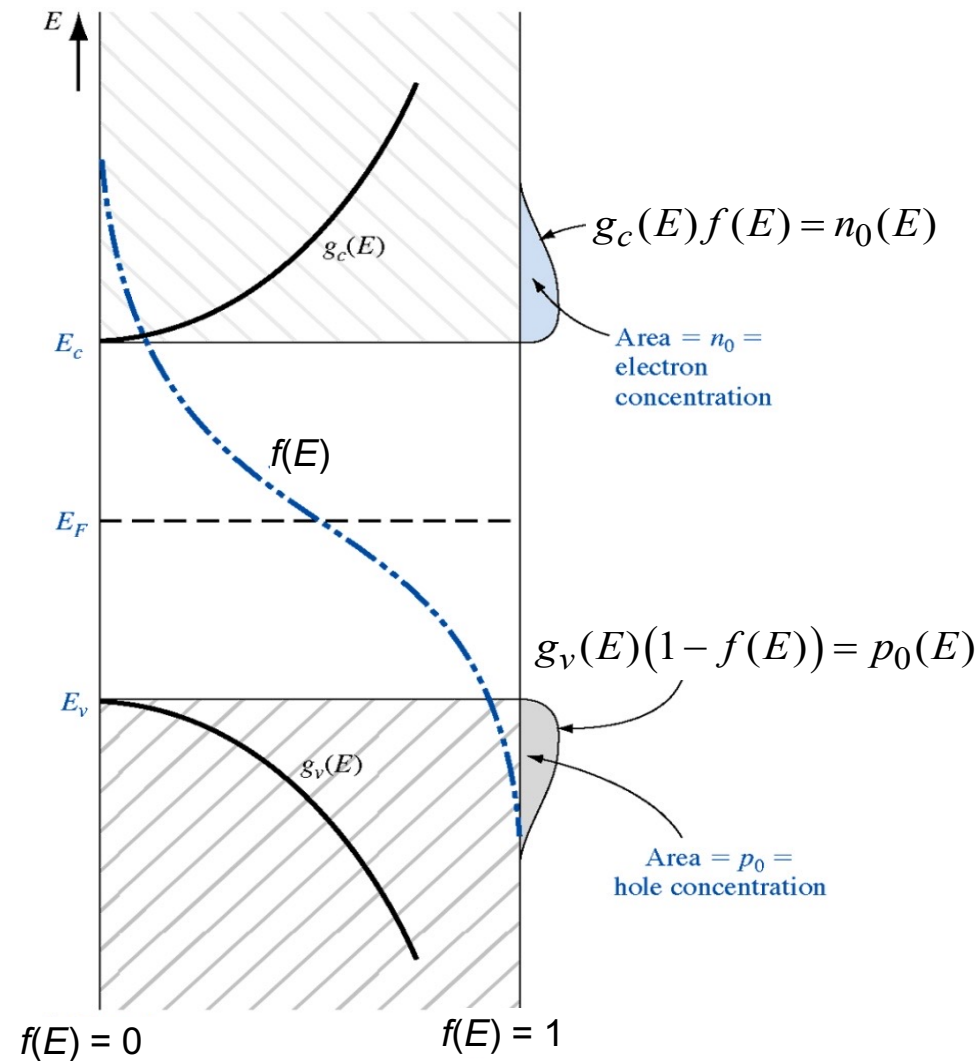 E
g_c(E)
g_c(E)f(E) = n_0(E)
E_c
Area = n_0 =
electron
concentration
f(E)
E_F
g_v(E)(1 − f(E)) = p_0(E)
E_v
g_v(E)
Area = p_0 =
hole concentration
f(E) = 0
f(E) = 1